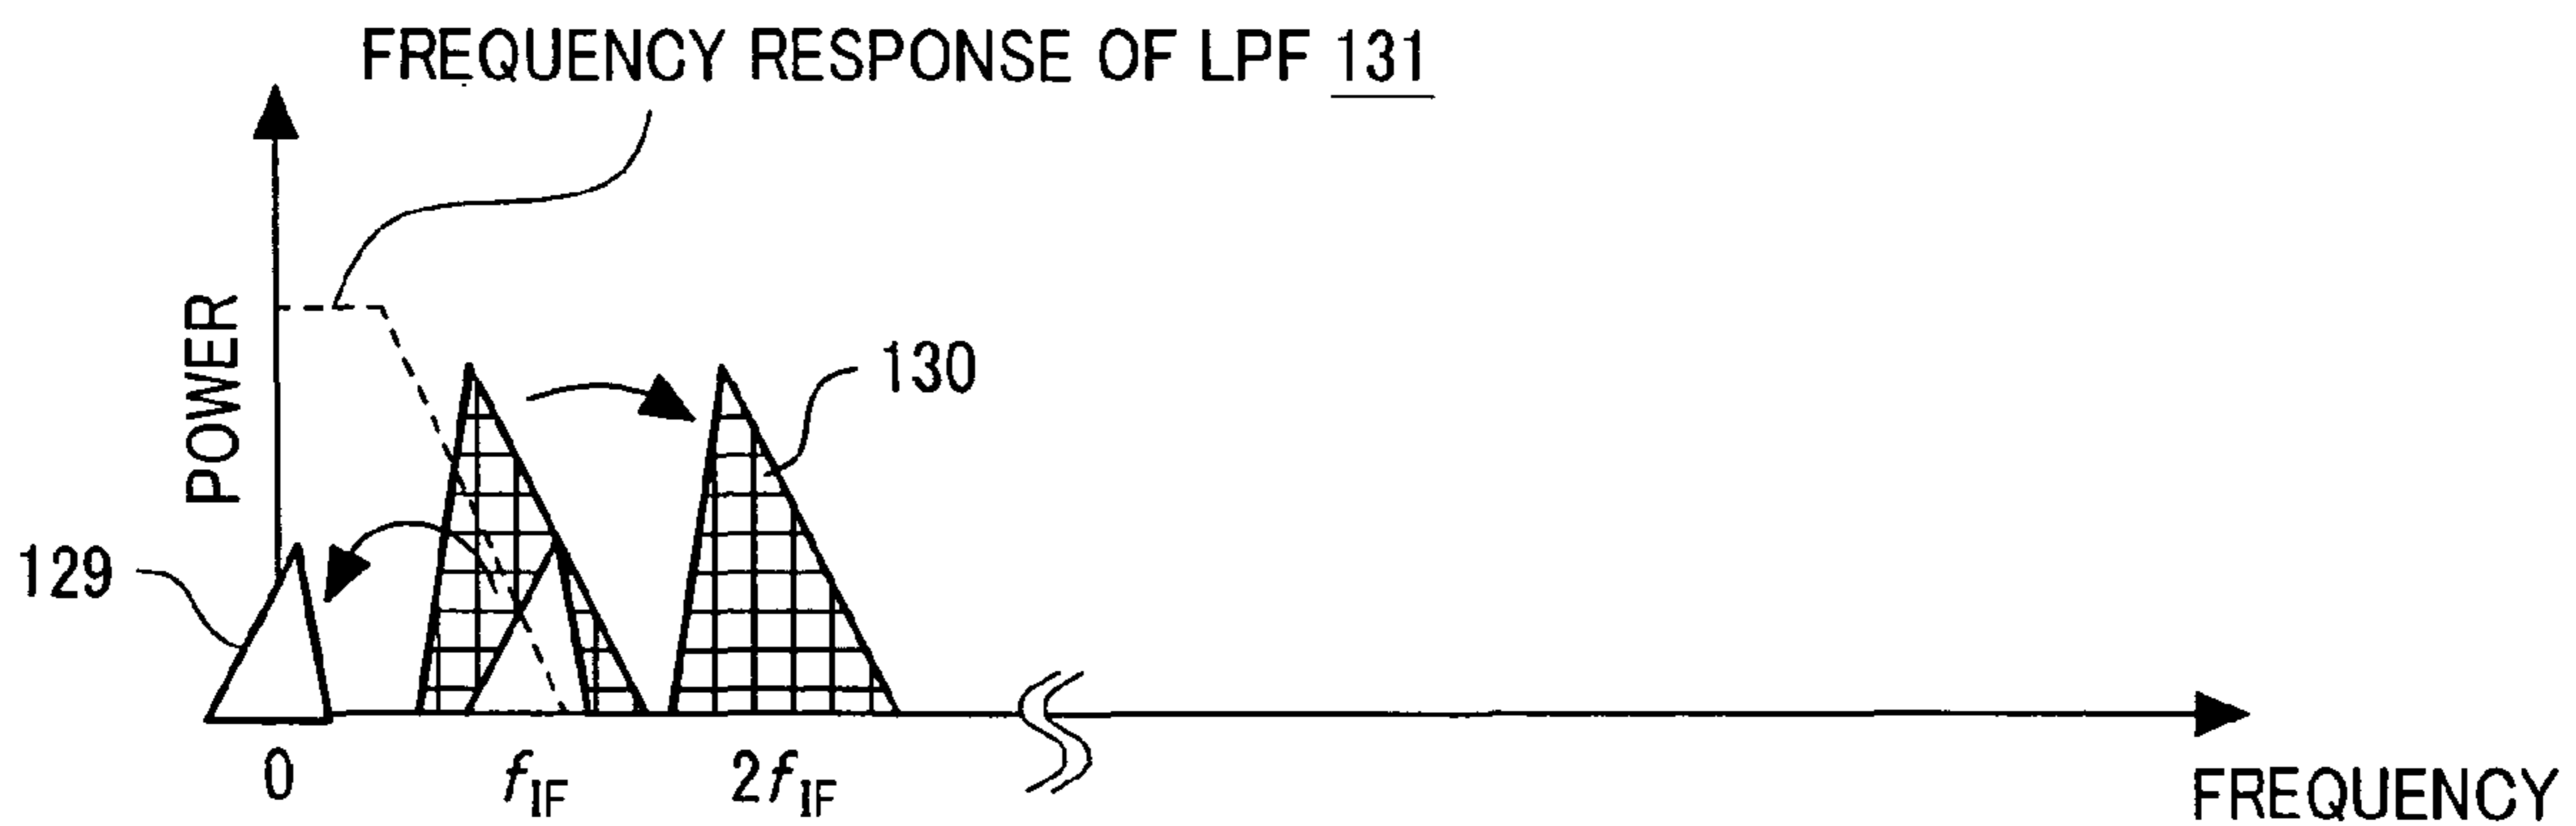 FREQUENCY RESPONSE OF LPF 131
POWER
130
129
0
fIF
2fIF
FREQUENCY